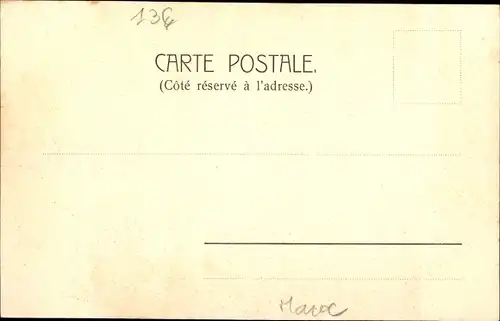 136
CARTE POSTALE.
(Côté réservé à l'adresse.)
Maroc